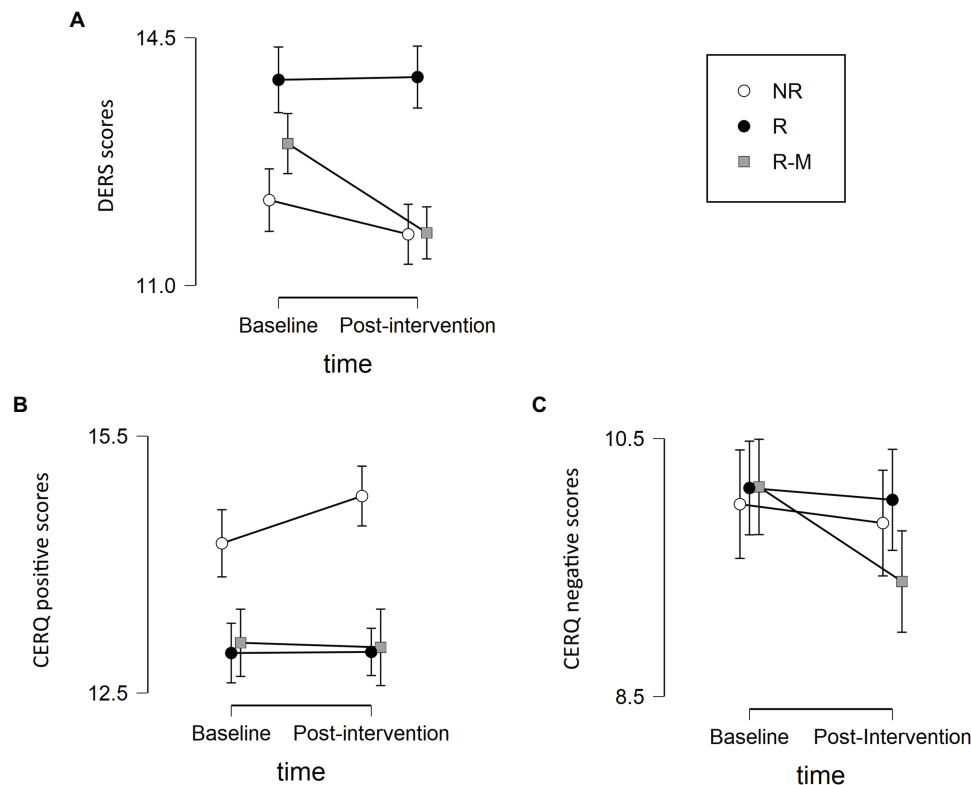 A
14.5
DERS scores
11.0
Baseline Post-intervention
time
NR
R
R-M
B
15.5
CERQ positive scores
12.5
Baseline Post-intervention
time
C
10.5
CERQ negative scores
8.5
Baseline Post-Intervention
time